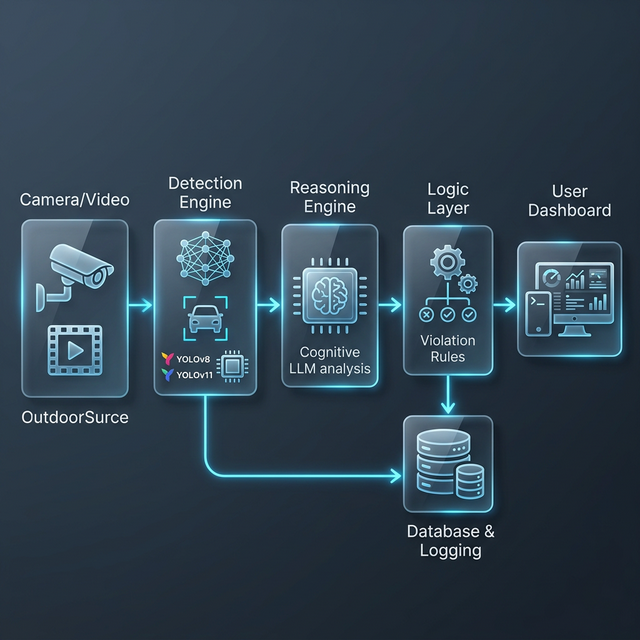 Camera/Video
OutdoorSurce
Detection
Engine
YOLOv8
YOLOv11
Reasoning
Engine
Cognitive
LLM analysis
Logic
Layer
Violation
Rules
User
Dashboard
Database &
Logging